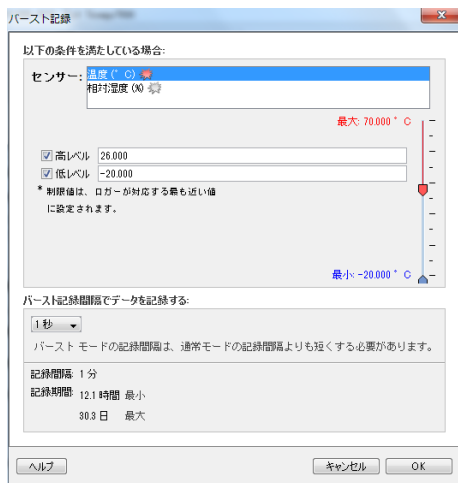 バースト記録
以下の条件を満たしている場合:
センサー: 温度(°C)
相対湿度(%)
最大: 70.000 ° C
高レベル 26.000
低レベル -20.000
* 制限値は、ロガーが対応する最も近い値
に設定されます。
最小: -20.000 ° C
バースト記録間隔でデータを記録する:
1 秒
バースト モードの記録間隔は、通常モードの記録間隔よりも短くする必要があります。
記録間隔: 1 分
記録期間: 12.1 時間 最小
30.3 日 最大
ヘルプ キャンセル OK